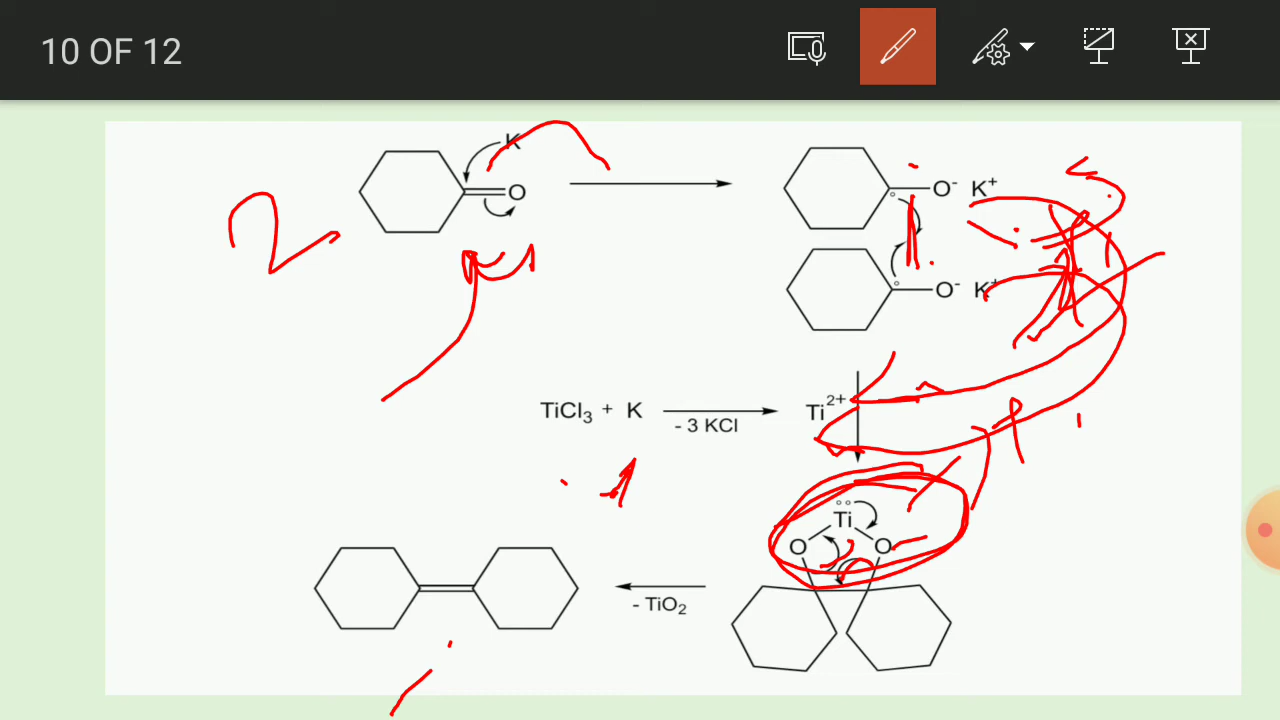 10 OF 12
K
O
O⁻ K⁺
O⁻ K⁺
2
TiCl₃ + K
- 3 KCl
Ti²⁺
Ti
O O
- TiO₂